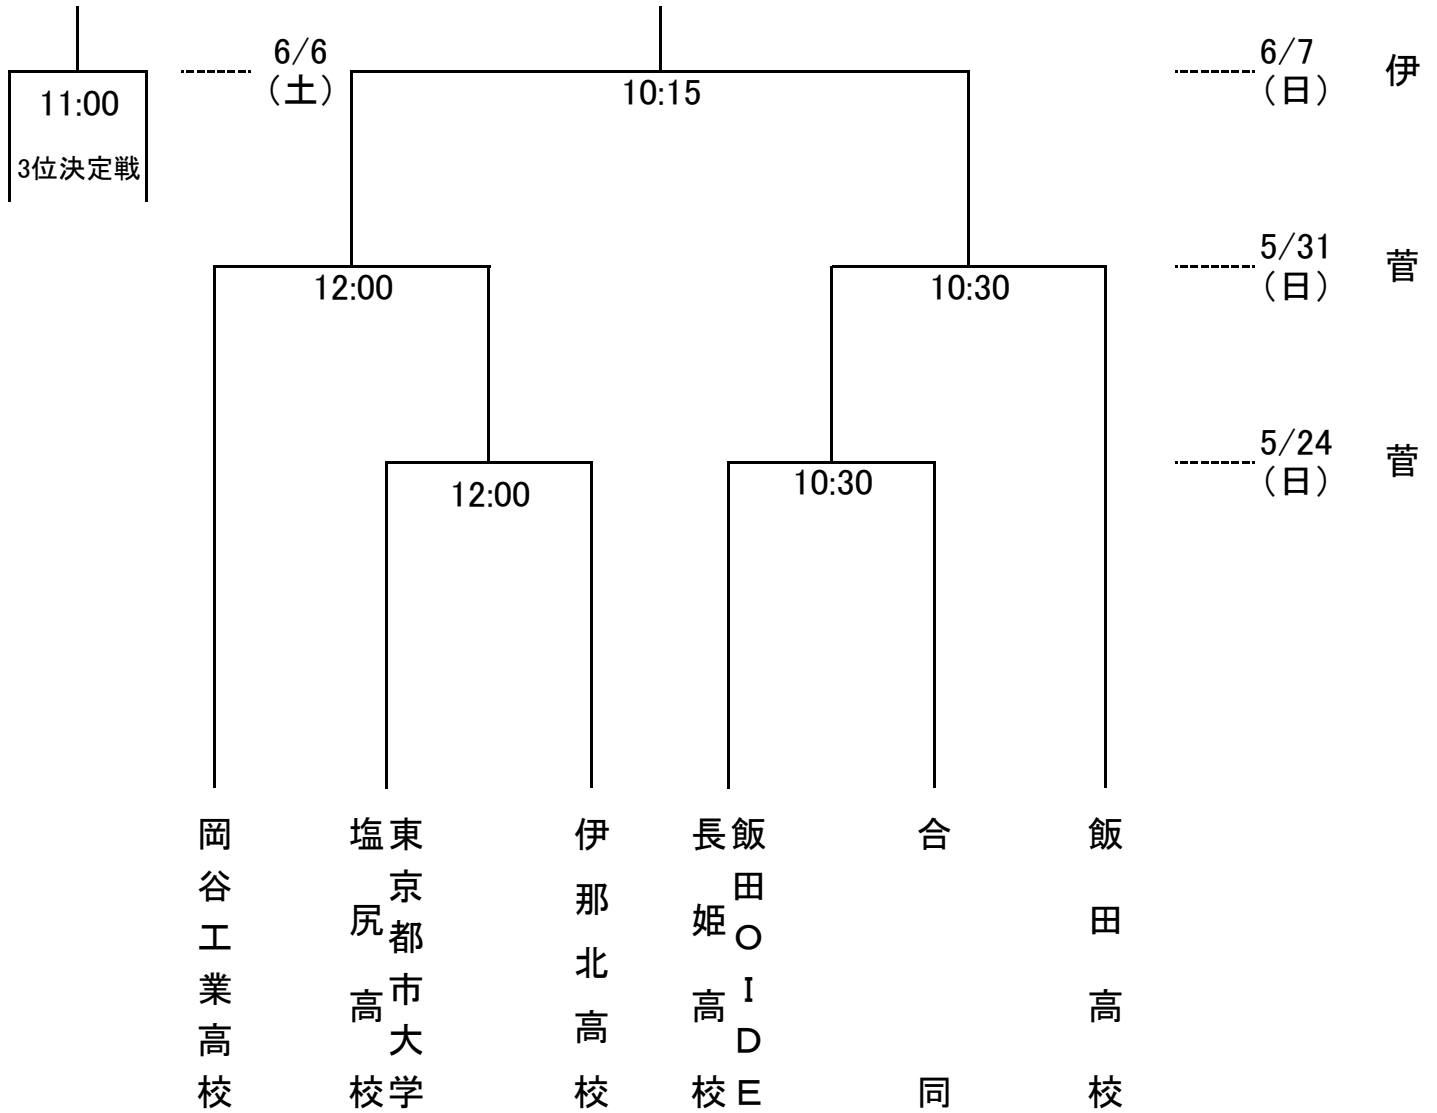 6/6
（土）
11:00
3位決定戦
10:15
6/7
（日）
伊
12:00
10:30
5/31
（日）
菅
12:00
10:30
5/24
（日）
菅
岡谷工業高校
東京都市大学
塩尻高校
伊那北高校
飯田ＯＩＤＥ
長姫高校
合同
飯田高校